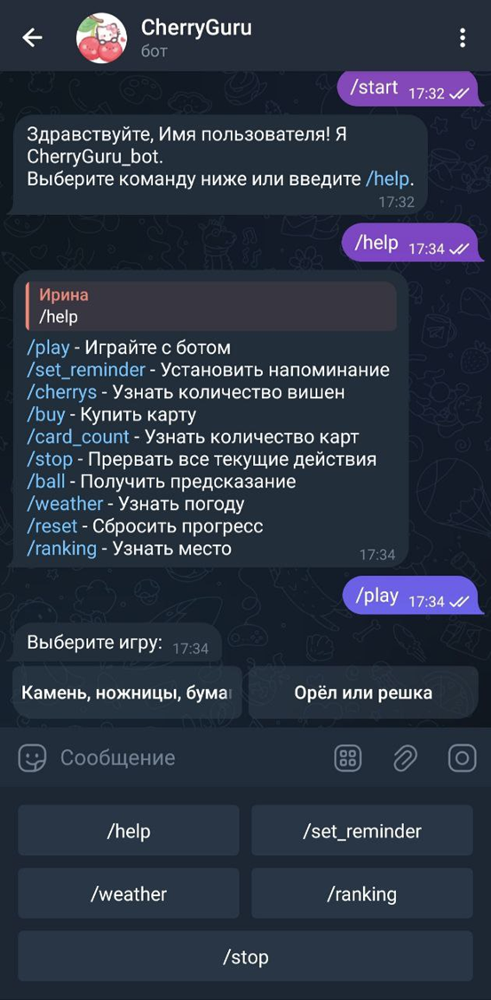 CherryGuru
бот
/start 17:32
Здравствуйте, Имя пользователя! Я
CherryGuru_bot.
Выберите команду ниже или введите /help.
17:32
/help 17:34
Ирина
/help
/play - Играйте с ботом
/set_reminder - Установить напоминание
/cherrys - Узнать количество вишен
/buy - Купить карту
/card_count - Узнать количество карт
/stop - Прервать все текущие действия
/ball - Получить предсказание
/weather - Узнать погоду
/reset - Сбросить прогресс
/ranking - Узнать место
17:34
/play 17:34
Выберите игру: 17:34
Камень, ножницы, бума
Орёл или решка
Сообщение
/help
/set_reminder
/weather
/ranking
/stop